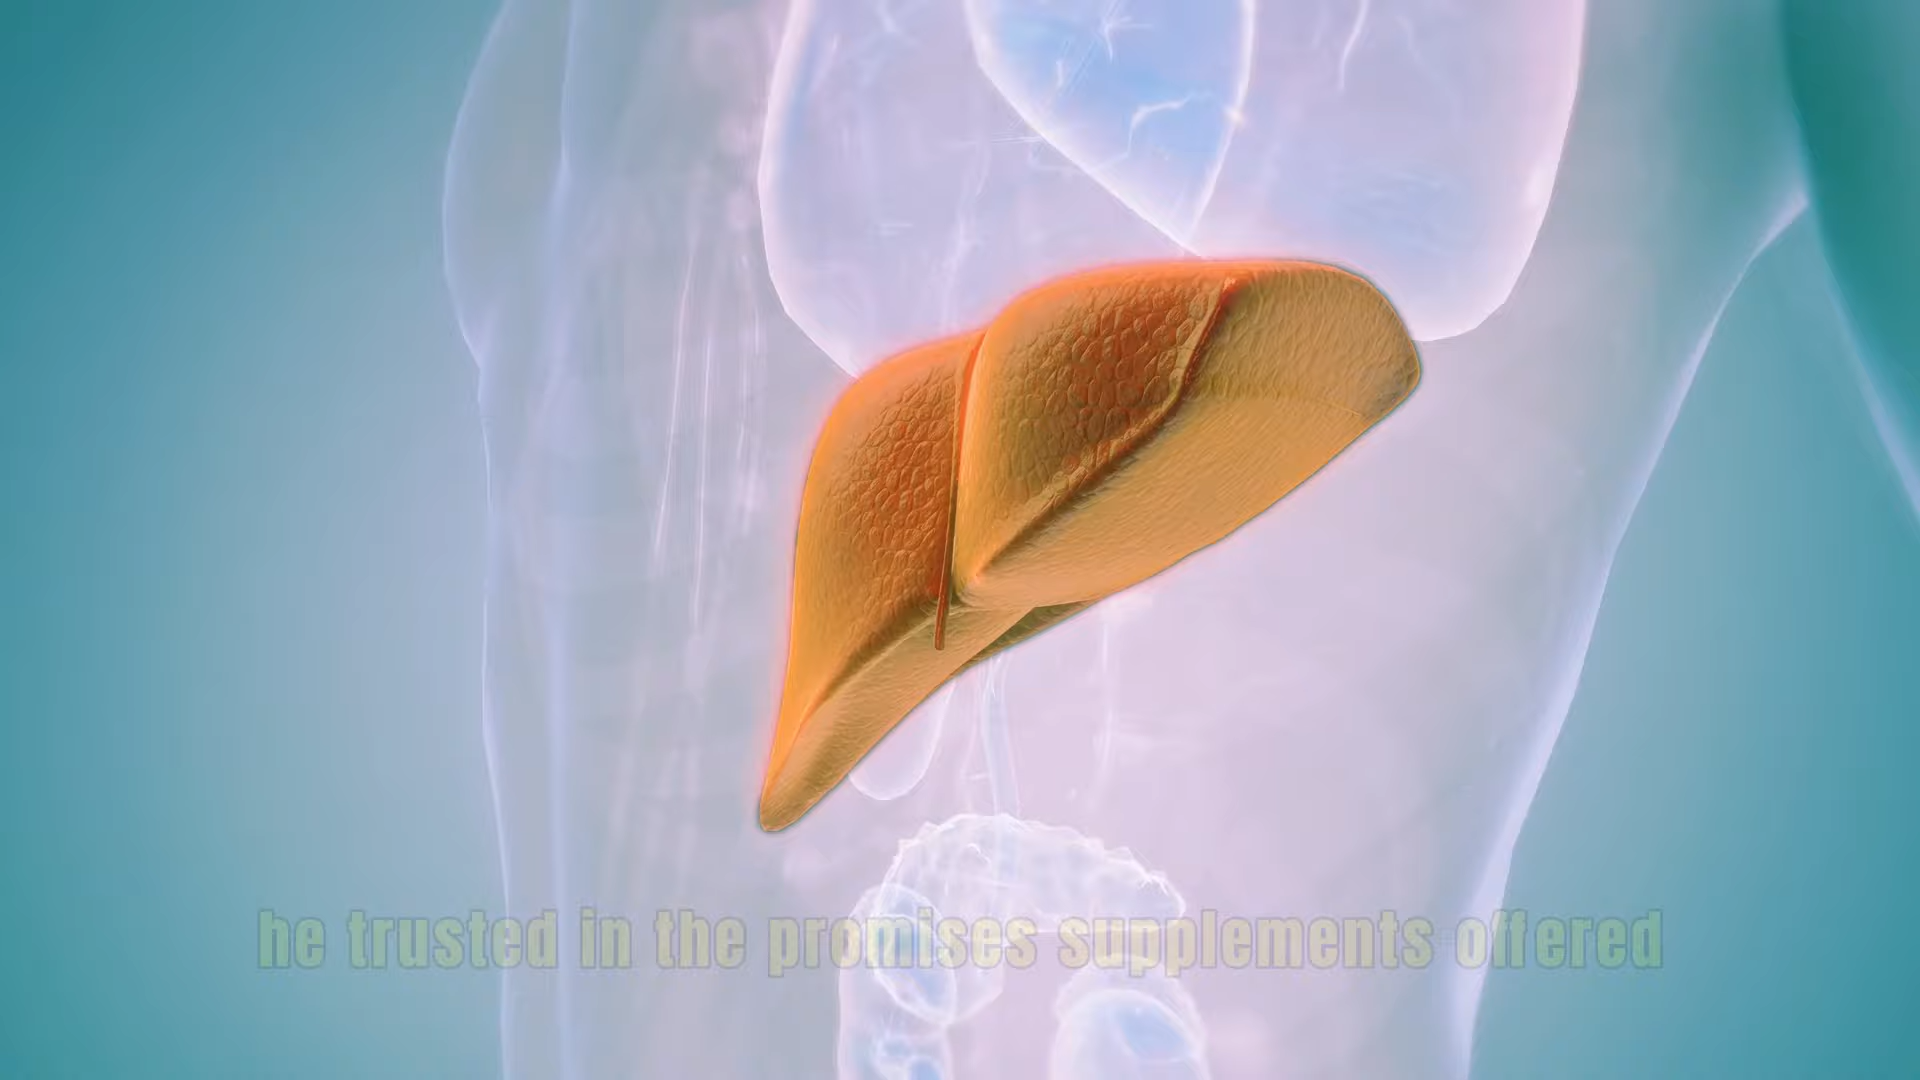 he trusted in the promises supplements offered